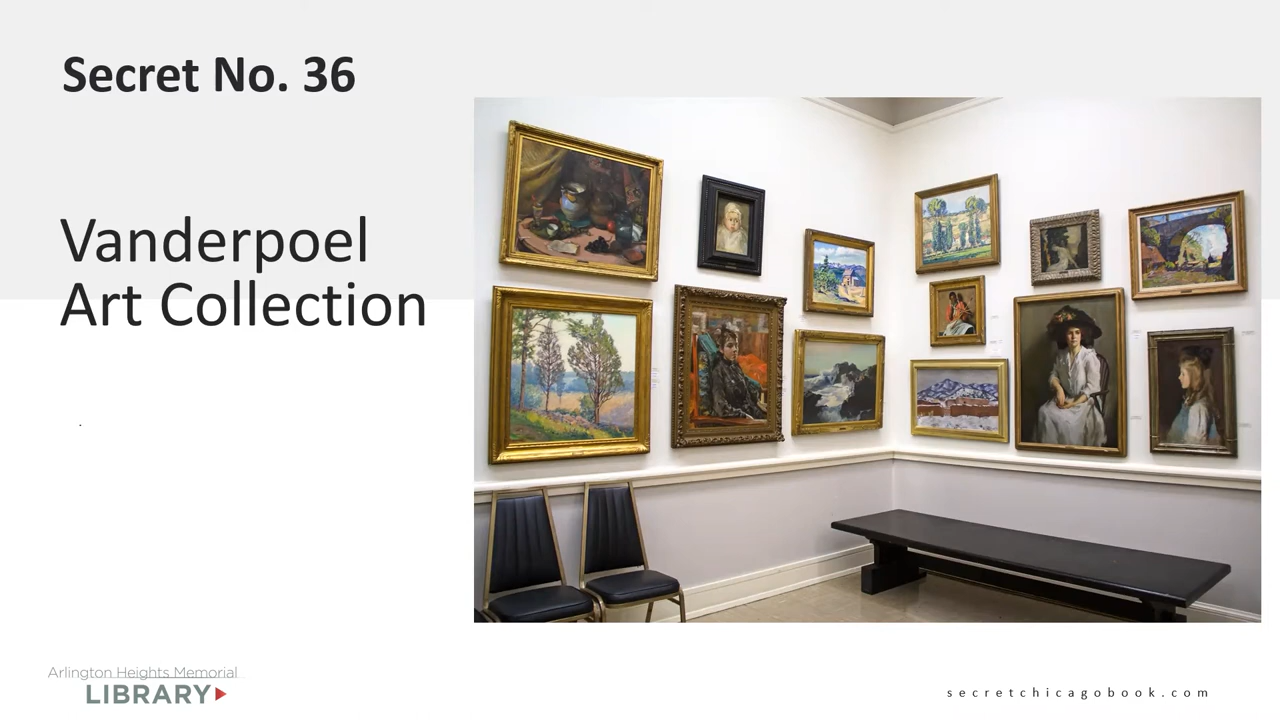 Secret No. 36
Vanderpoel
Art Collection
.
Arlington Heights Memorial
LIBRARY
secretchicagobook.com